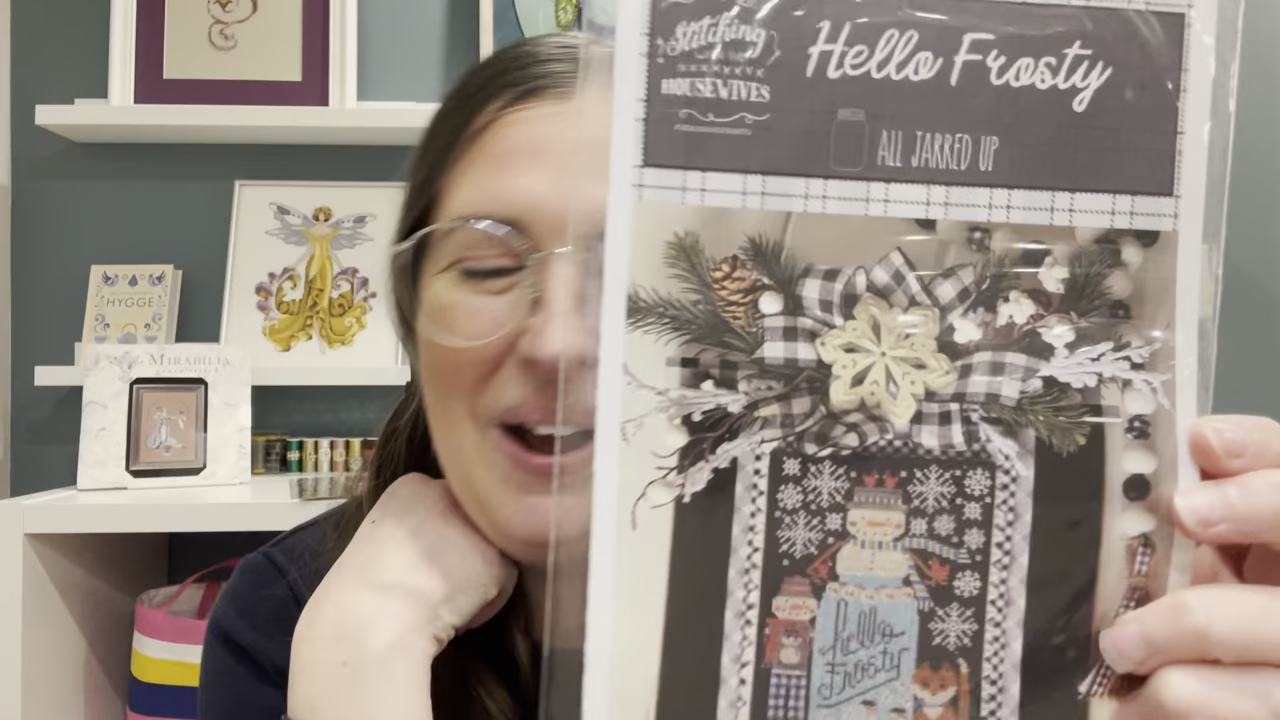 Stitching
HOUSEWIVES
Hello Frosty
ALL JARRED UP
HYGGE
MIRABILIA
hello
Frosty